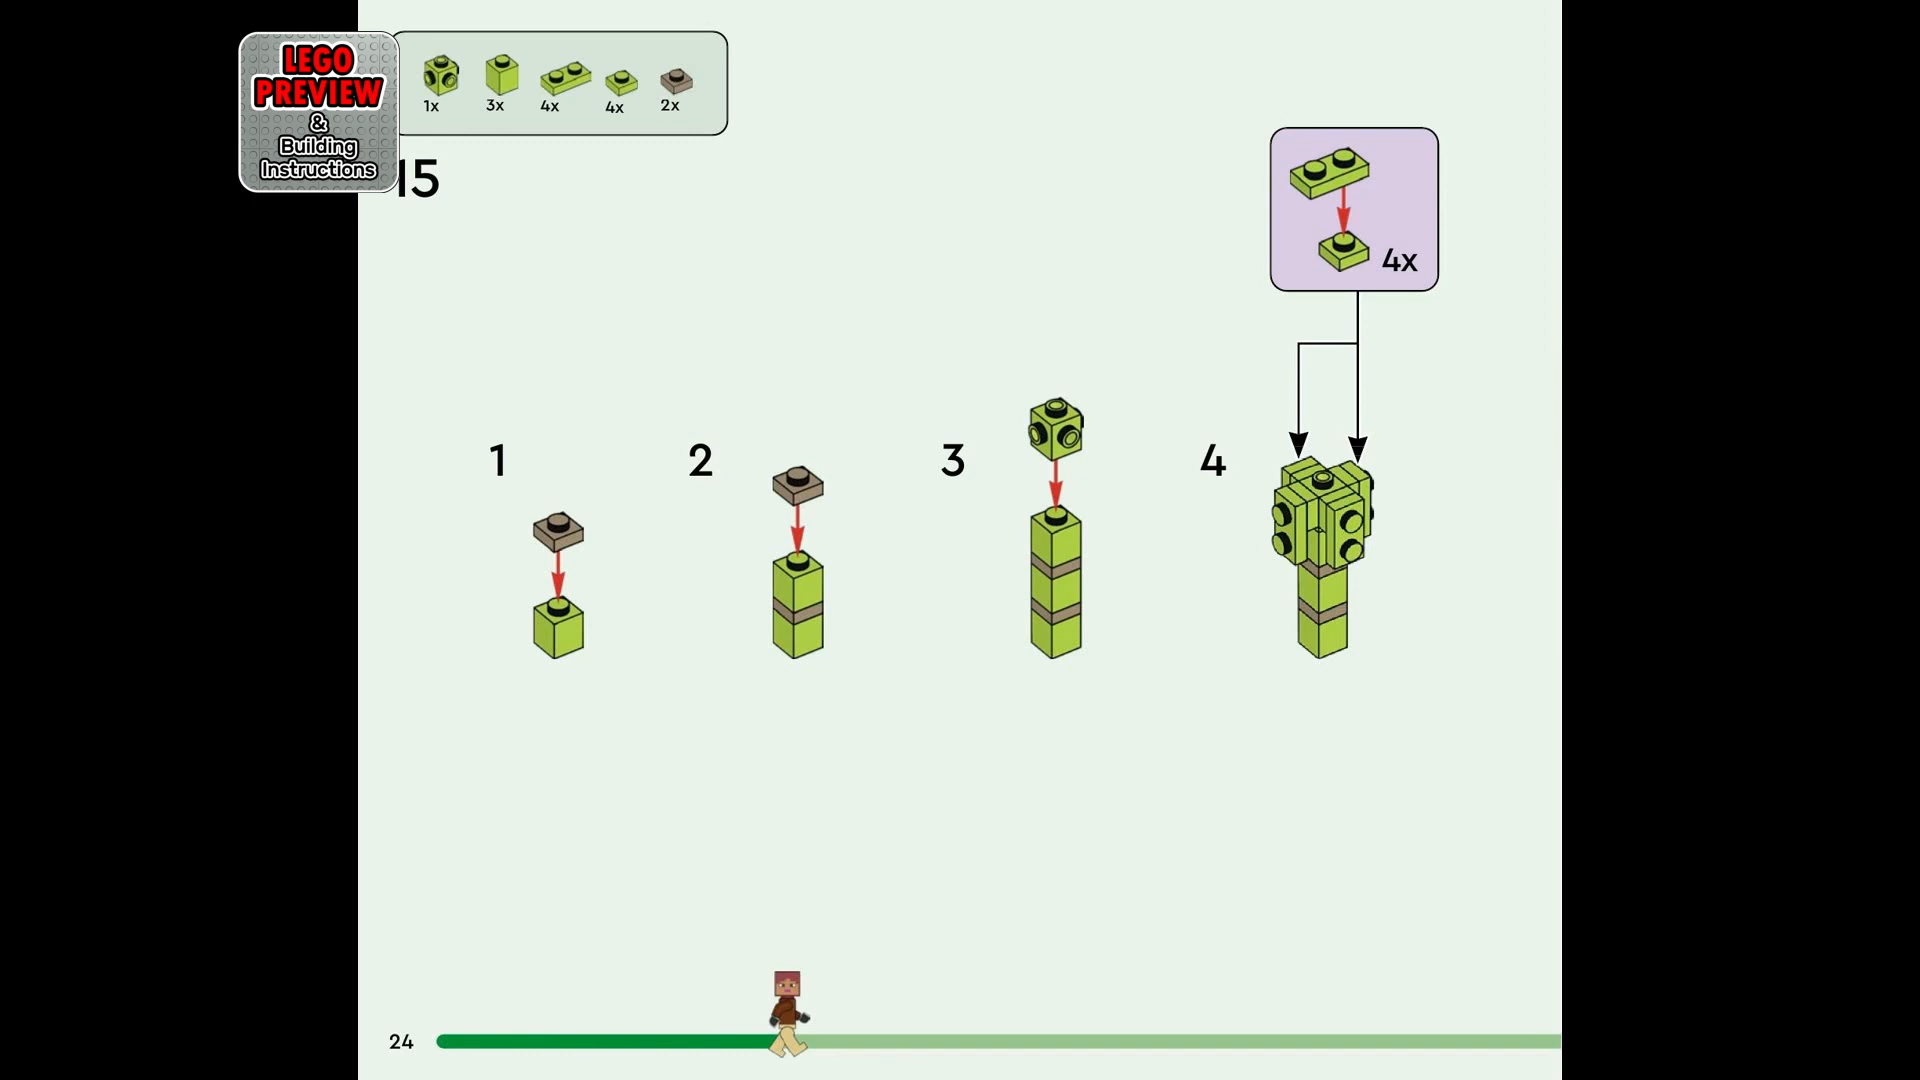 LEGO
PREVIEW
&
Building
Instructions
1x 3x 4x 4x 2x
15
4x
1 2 3 4
24